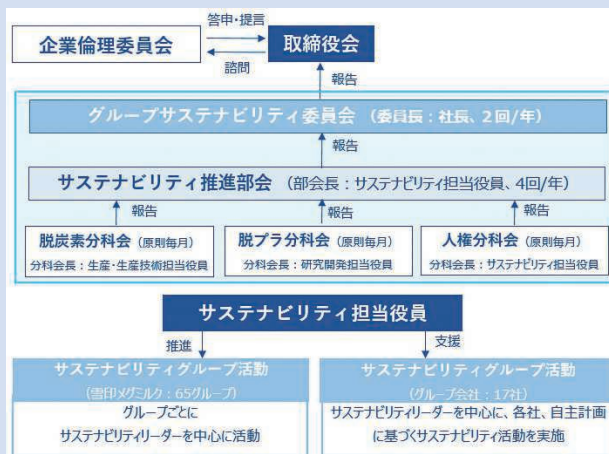 答申・提言
企業倫理委員会
取締役会
諮問
報告
グループサステナビリティ委員会（委員長：社長、2回/年）
報告
サステナビリティ推進部会（部会長：サステナビリティ担当役員、4回/年）
報告
報告
報告
脱炭素分科会（原則毎月）
分科会長：生産・生産技術担当役員
脱プラ分科会（原則毎月）
分科会長：研究開発担当役員
人権分科会（原則毎月）
分科会長：サステナビリティ担当役員
サステナビリティ担当役員
推進
支援
サステナビリティグループ活動
（雪印メグミルク：65グループ）
グループごとに
サステナビリティリーダーを中心に活動
サステナビリティグループ活動
（グループ会社：17社）
サステナビリティリーダーを中心に、各社、自主計画
に基づくサステナビリティ活動を実施